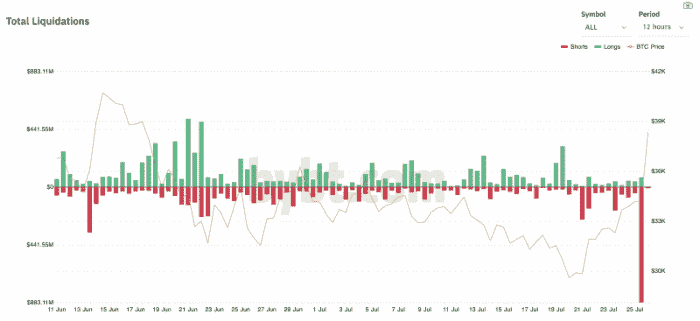 Total Liquidations
Symbol
Period
ALL
12 hours
Shorts Longs BTC Price
$883.11M
$42K
$441.55M
$39K
$0
$33K
$441.55M
$30K
$883.11M
11 Jun 13 Jun 15 Jun 17 Jun 19 Jun 21 Jun 23 Jun 25 Jun 27 Jun 29 Jun 1 Jul 3 Jul 5 Jul 7 Jul 9 Jul 11 Jul 13 Jul 15 Jul 17 Jul 19 Jul 21 Jul 23 Jul 25 Jul
bybt.com